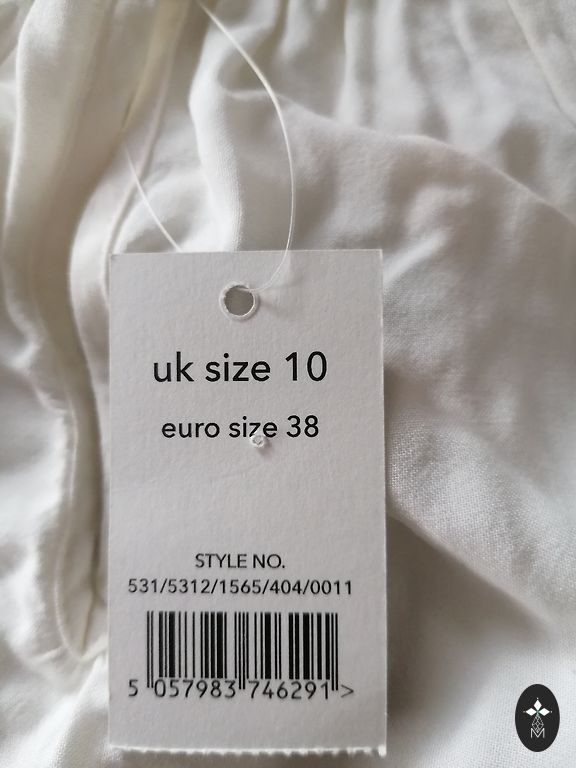 uk size 10
euro size 38
STYLE NO.
531/5312/1565/404/0011
5 057983 746291 >
M